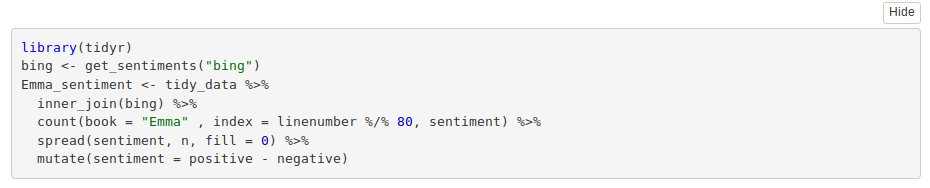 Hide
library(tidyr)
bing <- get_sentiments("bing")
Emma_sentiment <- tidy_data %>%
  inner_join(bing) %>%
  count(book = "Emma" , index = linenumber %/% 80, sentiment) %>%
  spread(sentiment, n, fill = 0) %>%
  mutate(sentiment = positive - negative)